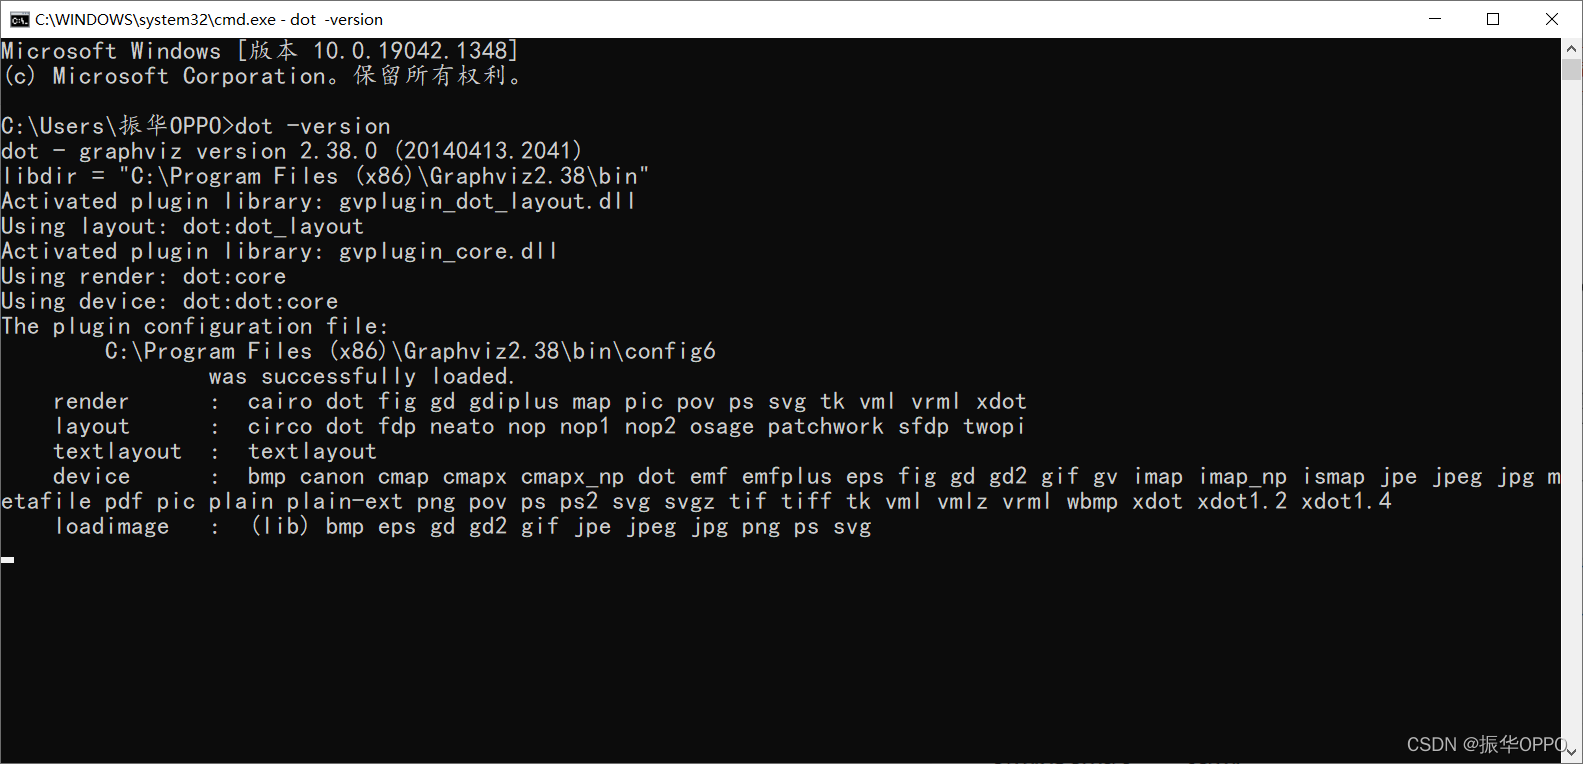 C:\WINDOWS\system32\cmd.exe - dot  -version
Microsoft Windows [版本 10.0.19042.1348]
(c) Microsoft Corporation。保留所有权利。
C:\Users\振华OPPO>dot -version
dot - graphviz version 2.38.0 (20140413.2041)
libdir = "C:\Program Files (x86)\Graphviz2.38\bin"
Activated plugin library: gvplugin_dot_layout.dll
Using layout: dot:dot_layout
Activated plugin library: gvplugin_core.dll
Using render: dot:core
Using device: dot:dot:core
The plugin configuration file:
        C:\Program Files (x86)\Graphviz2.38\bin\config6
                was successfully loaded.
    render      :  cairo dot fig gd gdiplus map pic pov ps svg tk vml vrml xdot
    layout      :  circo dot fdp neato nop nop1 nop2 osage patchwork sfdp twopi
    textlayout  :  textlayout
    device      :  bmp canon cmap cmapx cmapx_np dot emf emfplus eps fig gd gd2 gif gv imap imap_np ismap jpe jpeg jpg m
etafile pdf pic plain plain-ext png pov ps ps2 svg svgz tif tiff tk vml vmlz vrml wbmp xdot xdot1.2 xdot1.4
    loadimage   :  (lib) bmp eps gd gd2 gif jpe jpeg jpg png ps svg
CSDN @振华OPPO